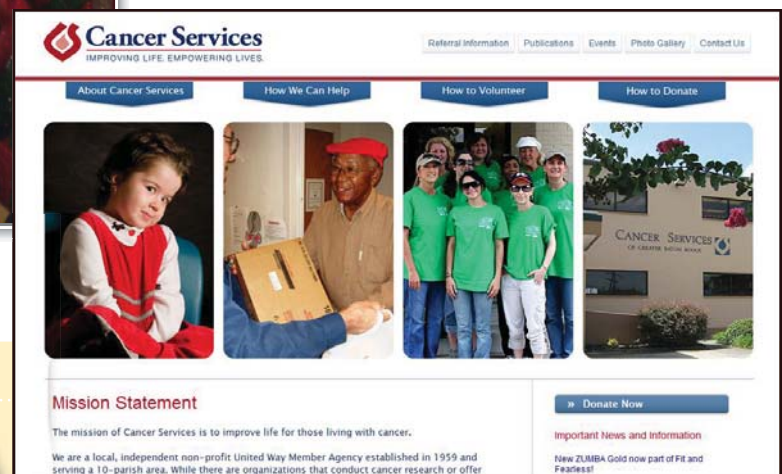 Cancer Services
IMPROVING LIFE. EMPOWERING LIVES.
Referral Information Publications Events Photo Gallery Contact Us
About Cancer Services How We Can Help How to Volunteer How to Donate
CANCER SERVICES
OF GREATER BATON ROUGE
Mission Statement
The mission of Cancer Services is to improve life for those living with cancer.
We are a local, independent non-profit United Way Member Agency established in 1959 and
serving a 10-parish area. While there are organizations that conduct cancer research or offer
» Donate Now
Important News and Information
New ZUMBA Gold now part of Fit and
Fearless!